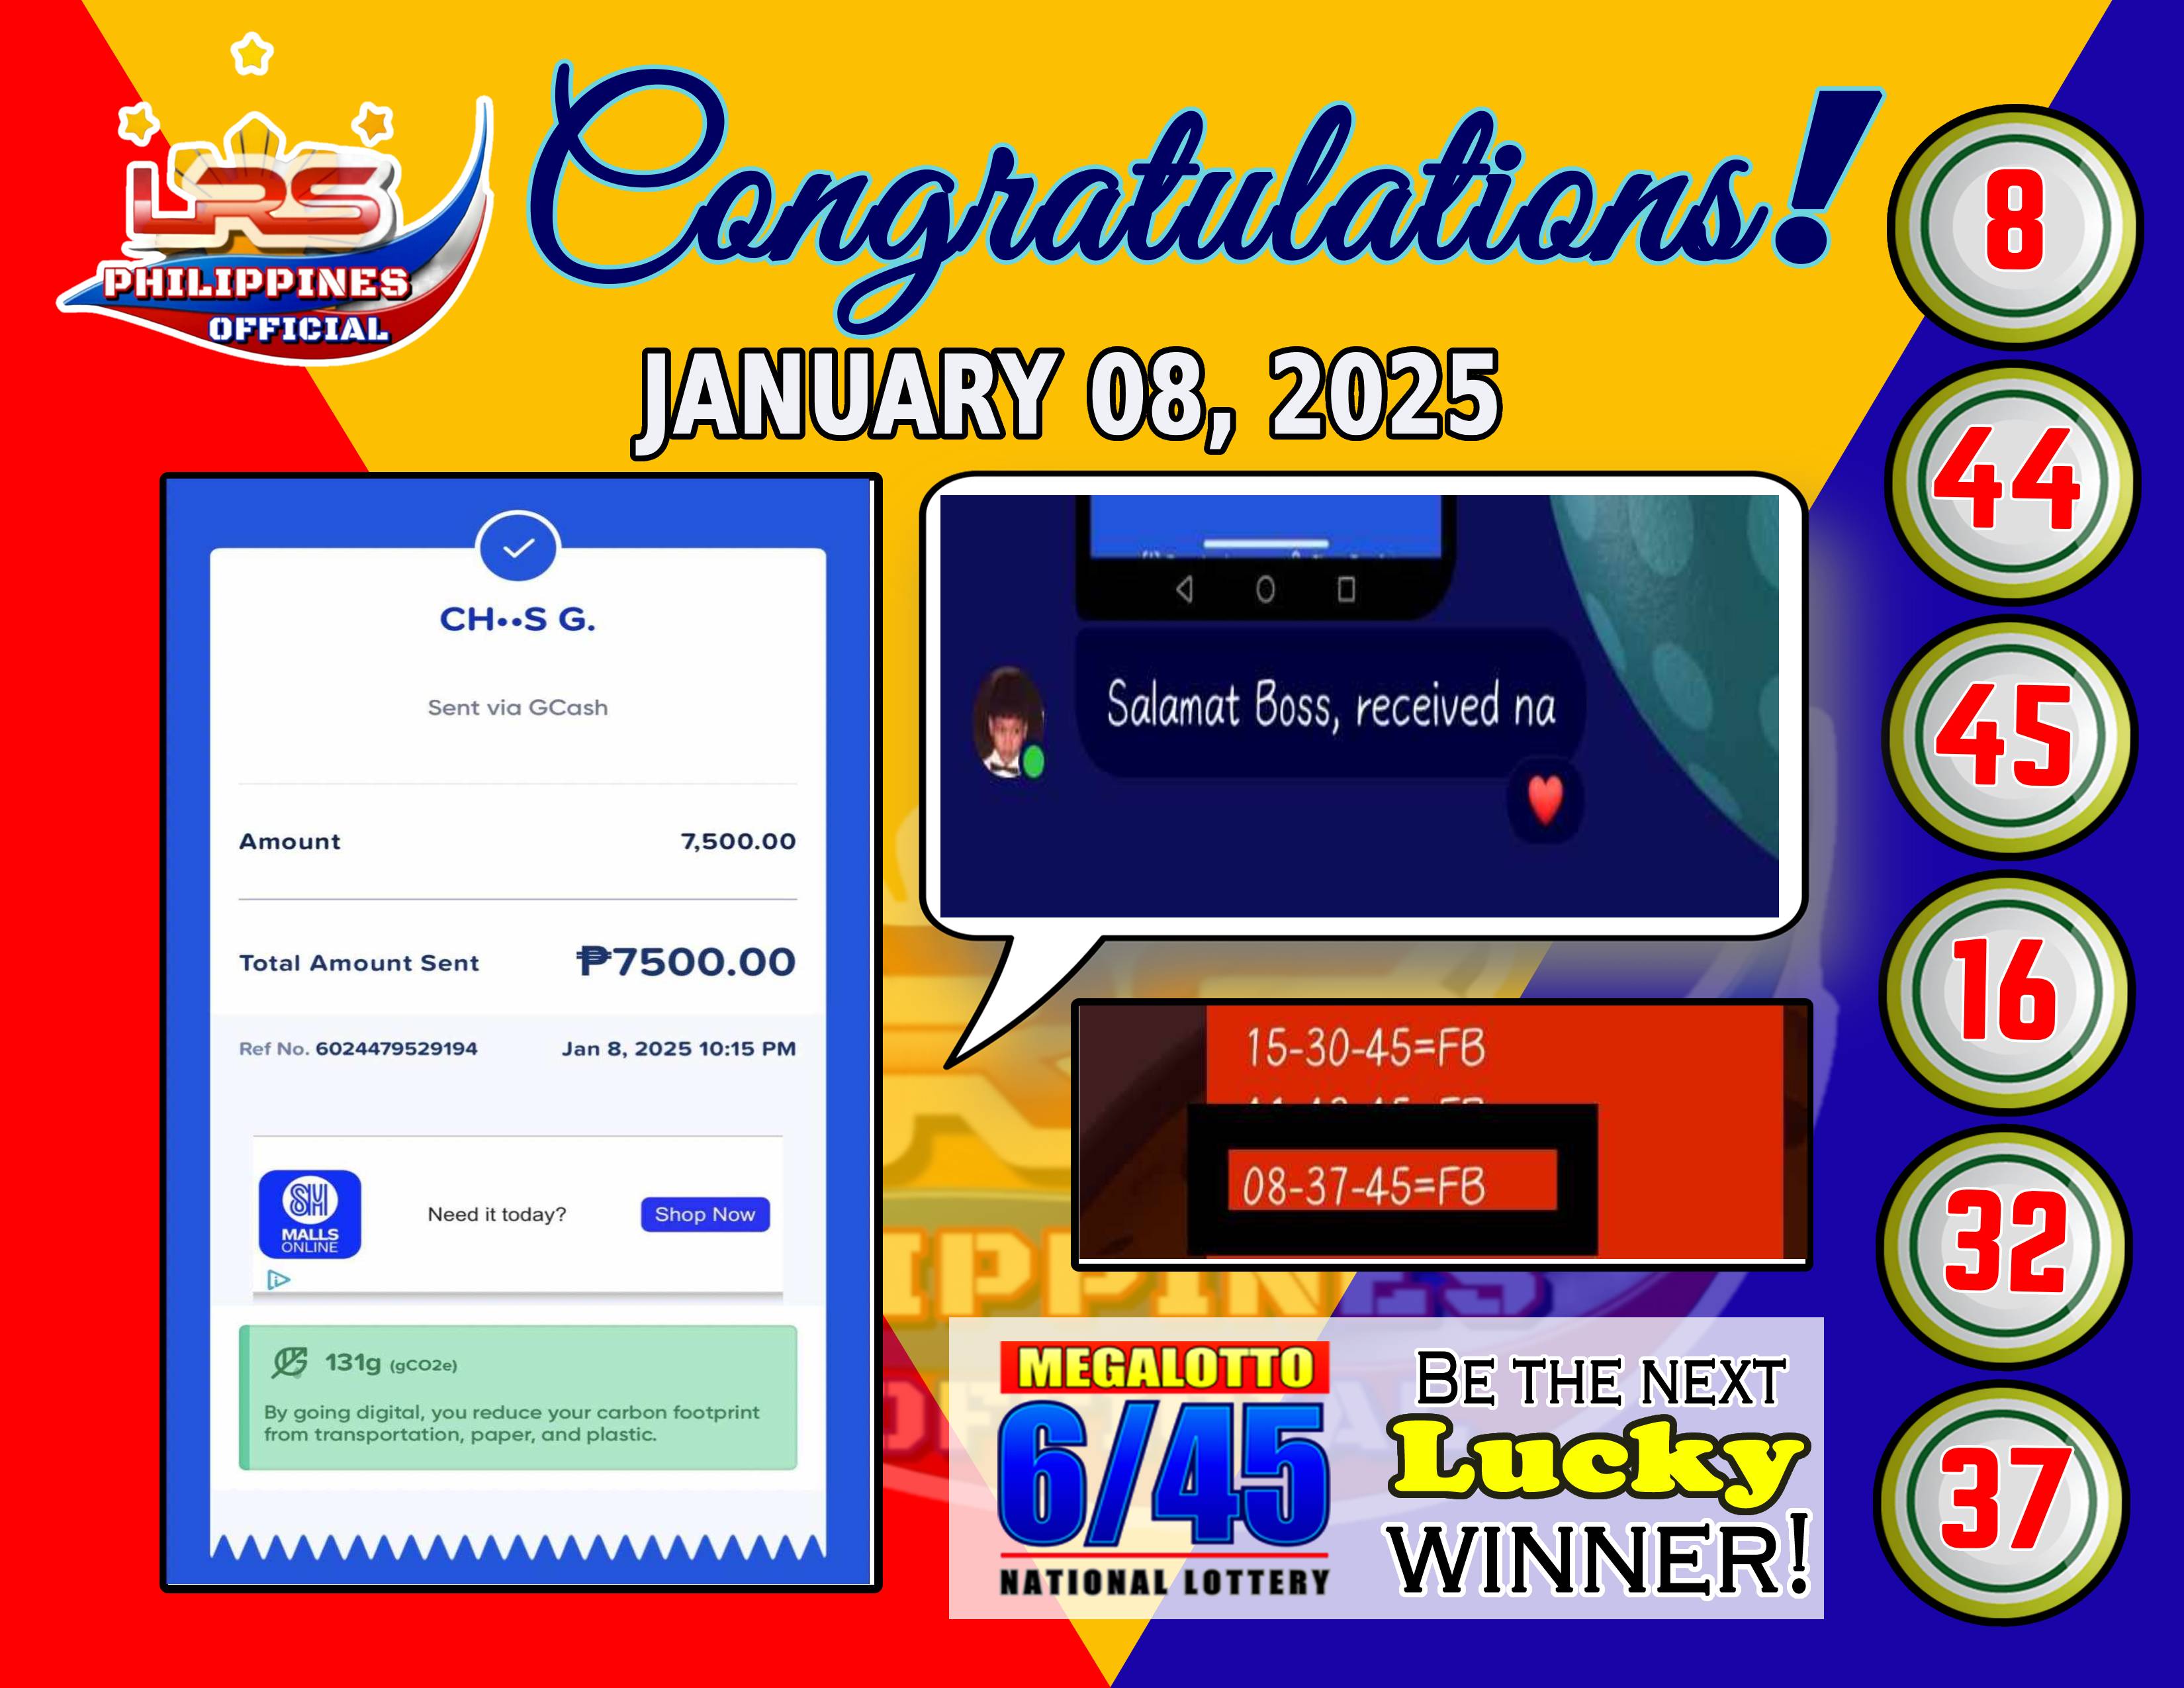 LRS
PHILIPPINES
OFFICIAL
Congratulations!
JANUARY 08, 2025
CH••S G.
Sent via GCash
Amount 7,500.00
Total Amount Sent ₱7500.00
Ref No. 6024479529194 Jan 8, 2025 10:15 PM
SM
MALLS
ONLINE
Need it today?
Shop Now
131g (gCO2e)
By going digital, you reduce your carbon footprint
from transportation, paper, and plastic.
Salamat Boss, received na
15-30-45=FB
08-37-45=FB
MEGALOTTO
6/45
NATIONAL LOTTERY
BE THE NEXT
Lucky
WINNER!
8
44
45
16
32
37